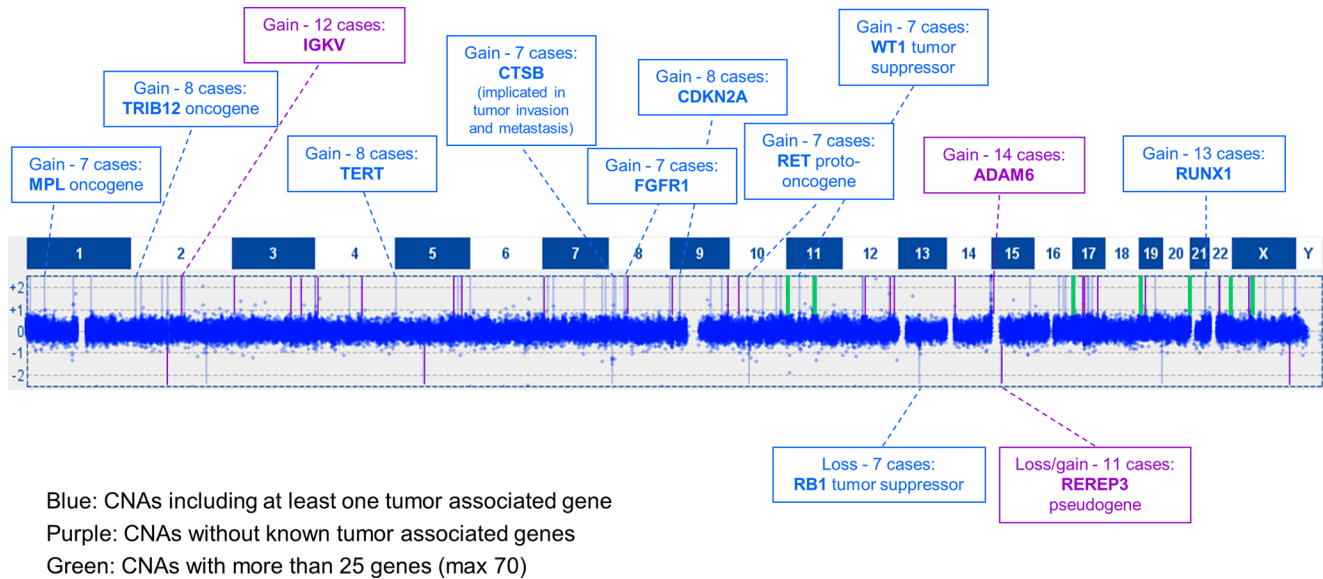 Gain - 12 cases:
IGKV
Gain - 7 cases:
CTSB
(implicated in
tumor invasion
and metastasis)
Gain - 7 cases:
WT1 tumor
suppressor
Gain - 8 cases:
TRIB12 oncogene
Gain - 8 cases:
CDKN2A
Gain - 7 cases:
MPL oncogene
Gain - 8 cases:
TERT
Gain - 7 cases:
FGFR1
Gain - 7 cases:
RET proto-
oncogene
Gain - 14 cases:
ADAM6
Gain - 13 cases:
RUNX1
1 2 3 4 5 6 7 8 9 10 11 12 13 14 15 16 17 18 19 20 21 22 X Y
+2
+1
0
-1
-2
Loss - 7 cases:
RB1 tumor suppressor
Loss/gain - 11 cases:
REREP3
pseudogene
Blue: CNAs including at least one tumor associated gene
Purple: CNAs without known tumor associated genes
Green: CNAs with more than 25 genes (max 70)